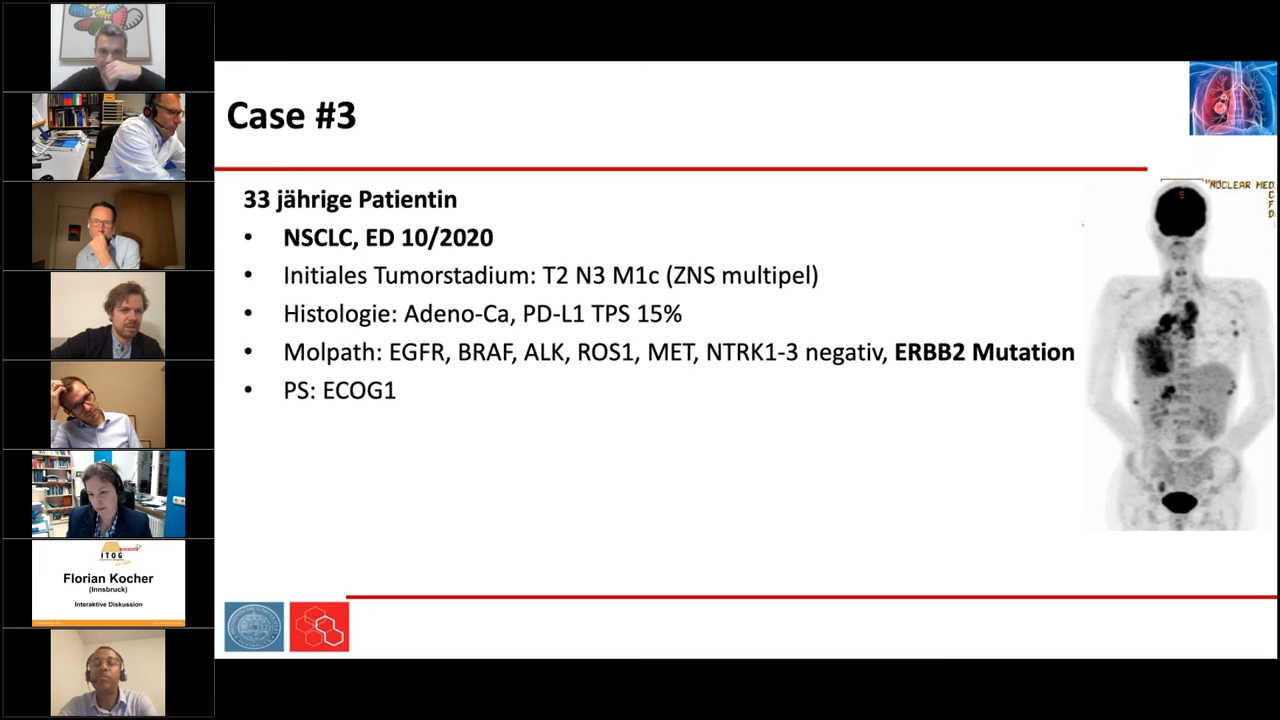 Case #3
33 jährige Patientin
• NSCLC, ED 10/2020
• Initiales Tumorstadium: T2 N3 M1c (ZNS multipel)
• Histologie: Adeno-Ca, PD-L1 TPS 15%
• Molpath: EGFR, BRAF, ALK, ROS1, MET, NTRK1-3 negativ, ERBB2 Mutation
• PS: ECOG1
NUCLEAR MED
C
F
D
S
ITOG
Florian Kocher
(Innsbruck)
Interaktive Diskussion